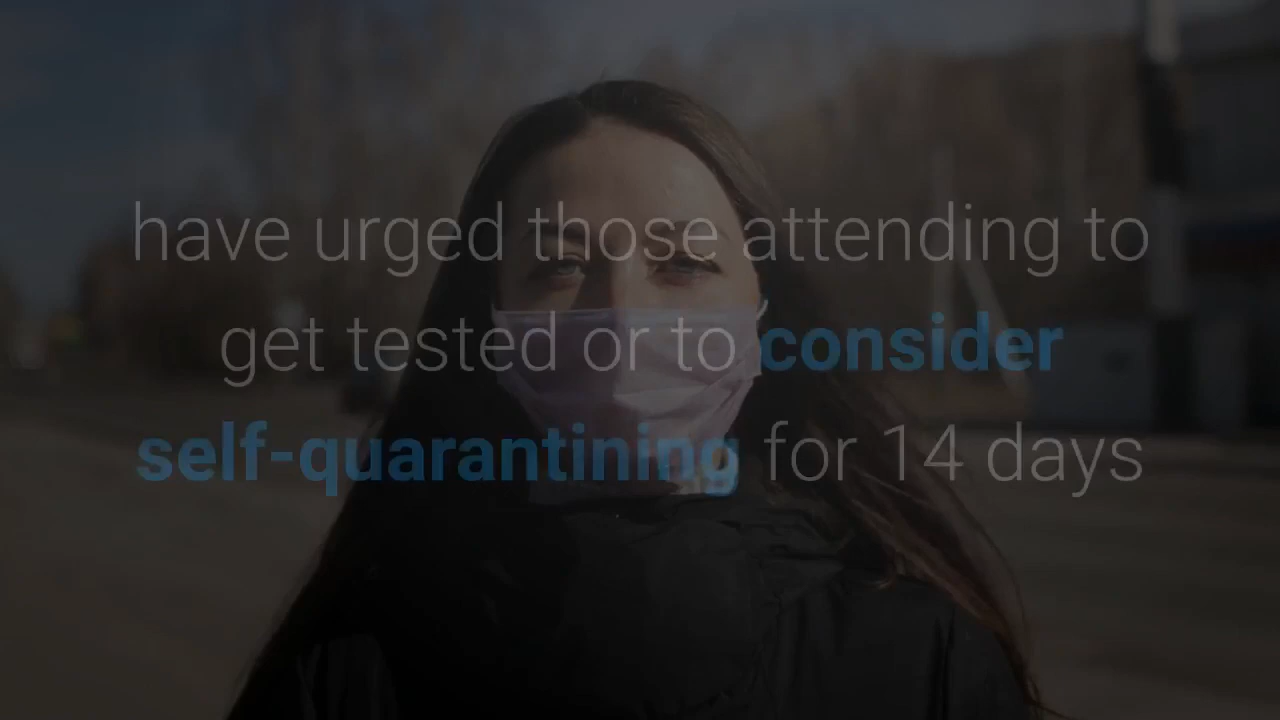 have urged those attending to
get tested or to consider
self-quarantining for 14 days